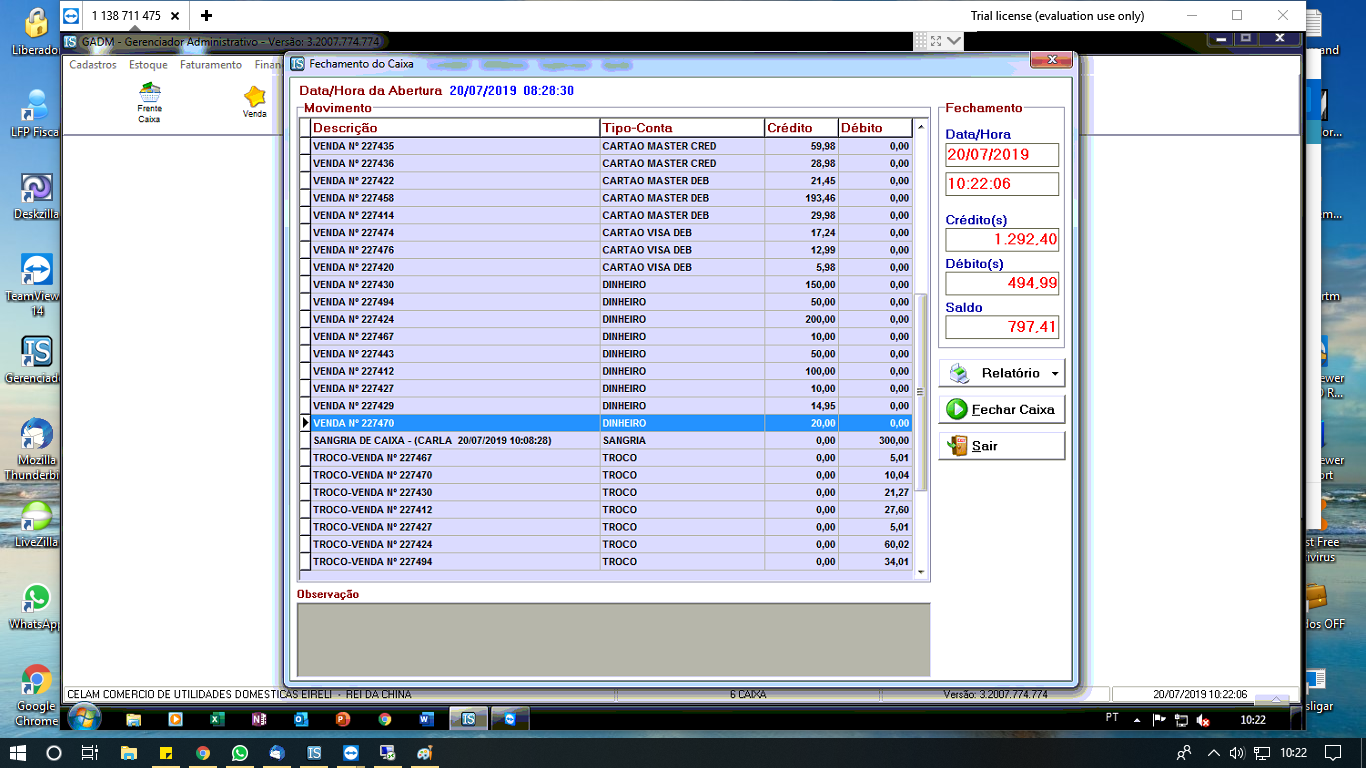 1 138 711 475
Trial license (evaluation use only)
GADM - Gerenciador Administrativo - Versão: 3.2007.774.774
Cadastros Estoque Faturamento Finan
Frente
Caixa
Venda
Fechamento do Caixa
Data/Hora da Abertura 20/07/2019 08:28:30
Movimento
Descrição Tipo-Conta Crédito Débito
VENDA Nº 227435 CARTAO MASTER CRED 59,98 0,00
VENDA Nº 227436 CARTAO MASTER CRED 28,98 0,00
VENDA Nº 227422 CARTAO MASTER DEB 21,45 0,00
VENDA Nº 227458 CARTAO MASTER DEB 193,46 0,00
VENDA Nº 227414 CARTAO MASTER DEB 29,98 0,00
VENDA Nº 227474 CARTAO VISA DEB 17,24 0,00
VENDA Nº 227476 CARTAO VISA DEB 12,99 0,00
VENDA Nº 227420 CARTAO VISA DEB 5,98 0,00
VENDA Nº 227430 DINHEIRO 150,00 0,00
VENDA Nº 227494 DINHEIRO 50,00 0,00
VENDA Nº 227424 DINHEIRO 200,00 0,00
VENDA Nº 227467 DINHEIRO 10,00 0,00
VENDA Nº 227443 DINHEIRO 50,00 0,00
VENDA Nº 227412 DINHEIRO 100,00 0,00
VENDA Nº 227427 DINHEIRO 10,00 0,00
VENDA Nº 227429 DINHEIRO 14,95 0,00
VENDA Nº 227470 DINHEIRO 20,00 0,00
SANGRIA DE CAIXA - (CARLA 20/07/2019 10:08:28) SANGRIA 0,00 300,00
TROCO-VENDA Nº 227467 TROCO 0,00 5,01
TROCO-VENDA Nº 227470 TROCO 0,00 10,04
TROCO-VENDA Nº 227430 TROCO 0,00 21,27
TROCO-VENDA Nº 227412 TROCO 0,00 27,60
TROCO-VENDA Nº 227427 TROCO 0,00 5,01
TROCO-VENDA Nº 227424 TROCO 0,00 60,02
TROCO-VENDA Nº 227494 TROCO 0,00 34,01
Observação
Fechamento
Data/Hora
20/07/2019
10:22:06
Crédito(s)
1.292,40
Débito(s)
494,99
Saldo
797,41
Relatório
Fechar Caixa
Sair
CELAM COMERCIO DE UTILIDADES DOMESTICAS EIRELI - REI DA CHINA 6 CAIXA Versão: 3.2007.774.774 20/07/2019 10:22:06
PT 10:22
Liberado
LFP Fisca
Deskzilla
TeamView
14
Gerenciad
Mozilla
Thunderbi
LiveZilla
WhatsApp
Google
Chrome
and
or...
em...
rtm
ewer
R...
ewer
ort
st Free
tivirus
dos OFF
sligar
10:22